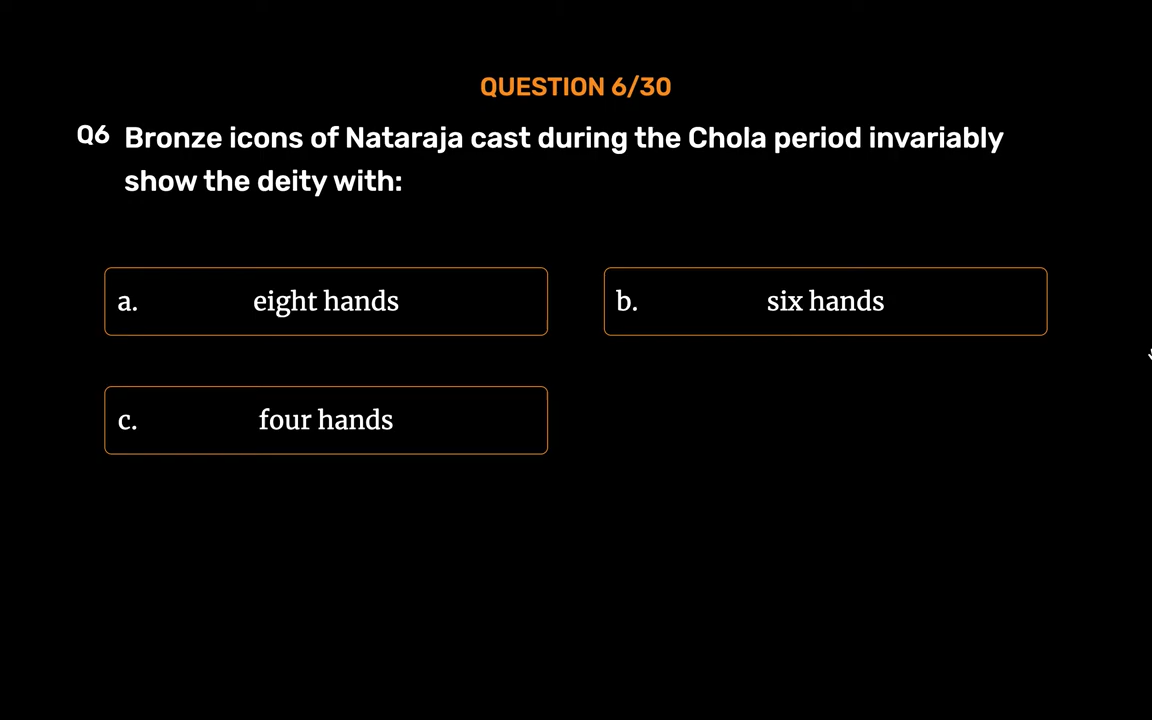 QUESTION 6/30
Q6 Bronze icons of Nataraja cast during the Chola period invariably
show the deity with:
a. eight hands
b. six hands
c. four hands